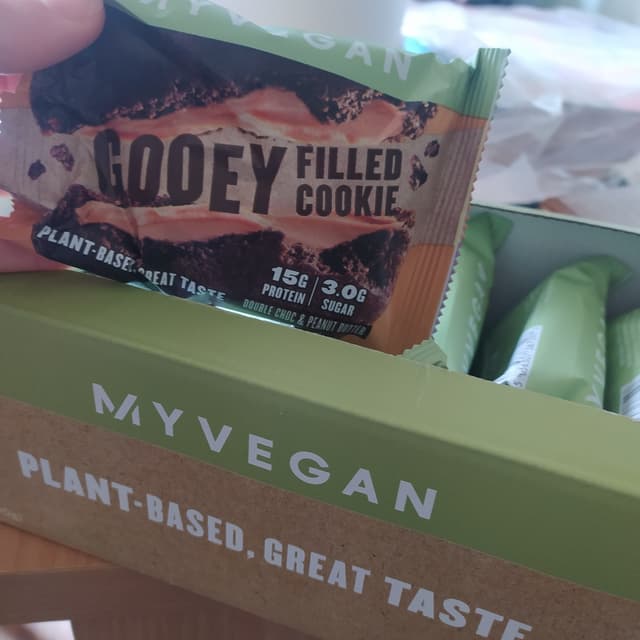 MYVEGAN
GOOEY
FILLED
COOKIE
PLANT-BASED, GREAT TASTE
15G
PROTEIN
3.0G
SUGAR
DOUBLE CHOC & PEANUT BUTTER
MYVEGAN
PLANT-BASED, GREAT TASTE